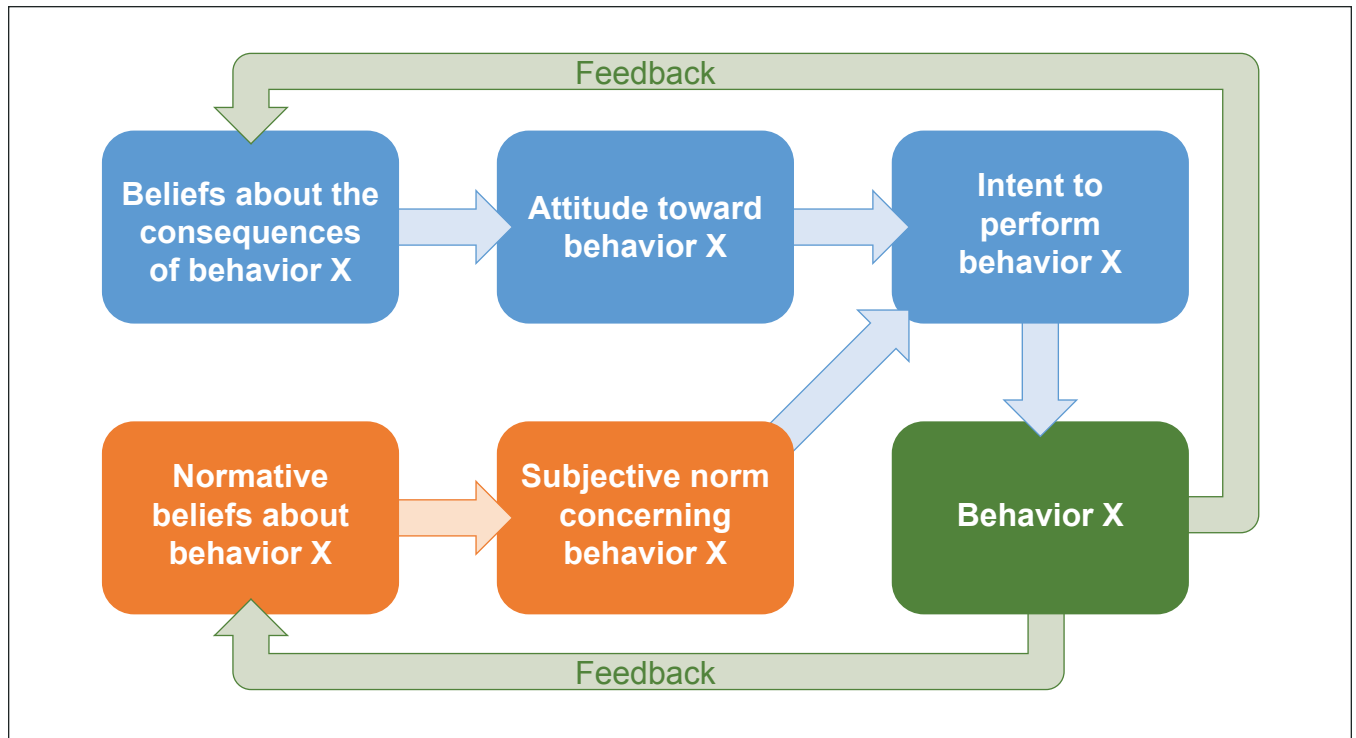 Feedback
Beliefs about the
consequences
of behavior X
Attitude toward
behavior X
Intent to
perform
behavior X
Normative
beliefs about
behavior X
Subjective norm
concerning
behavior X
Behavior X
Feedback